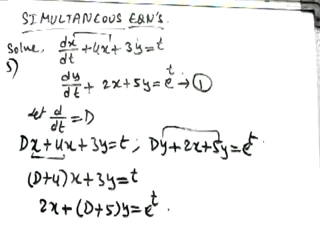 SIMULTANEOUS EQN'S.
Solve, dx/dt + 4x + 3y = t
5)
dy/dt + 2x + 5y = e^t → ①
let d/dt = D
Dx + 4x + 3y = t ; Dy + 2x + 5y = e^t
(D+4)x + 3y = t
2x + (D+5)y = e^t.